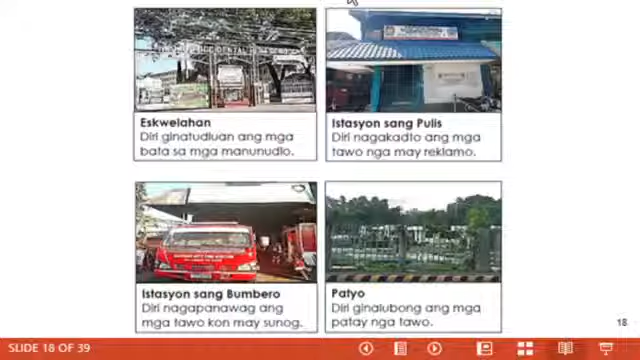 Eskwelahan
Diri ginatudluan ang mga
bata sa mga manunudlo.
Istasyon sang Pulis
Diri nagakadto ang mga
tawo nga may reklamo.
Istasyon sang Bumbero
Diri nagapanawag ang
mga tawo kon may sunog.
Patyo
Diri ginalubong ang mga
patay nga tawo.
18
SLIDE 18 OF 39